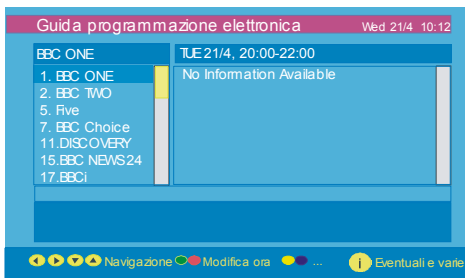 Guida programmazione elettronica Wed 21/4 10:12
BBC ONE
TUE 21/4, 20:00-22:00
1. BBC ONE
2. BBC TWO
5. Five
7. BBC Choice
11.DISCOVERY
15.BBC NEWS 24
17.BBCi
No Information Available
Navigazione Modifica ora ... i Eventuali e varie